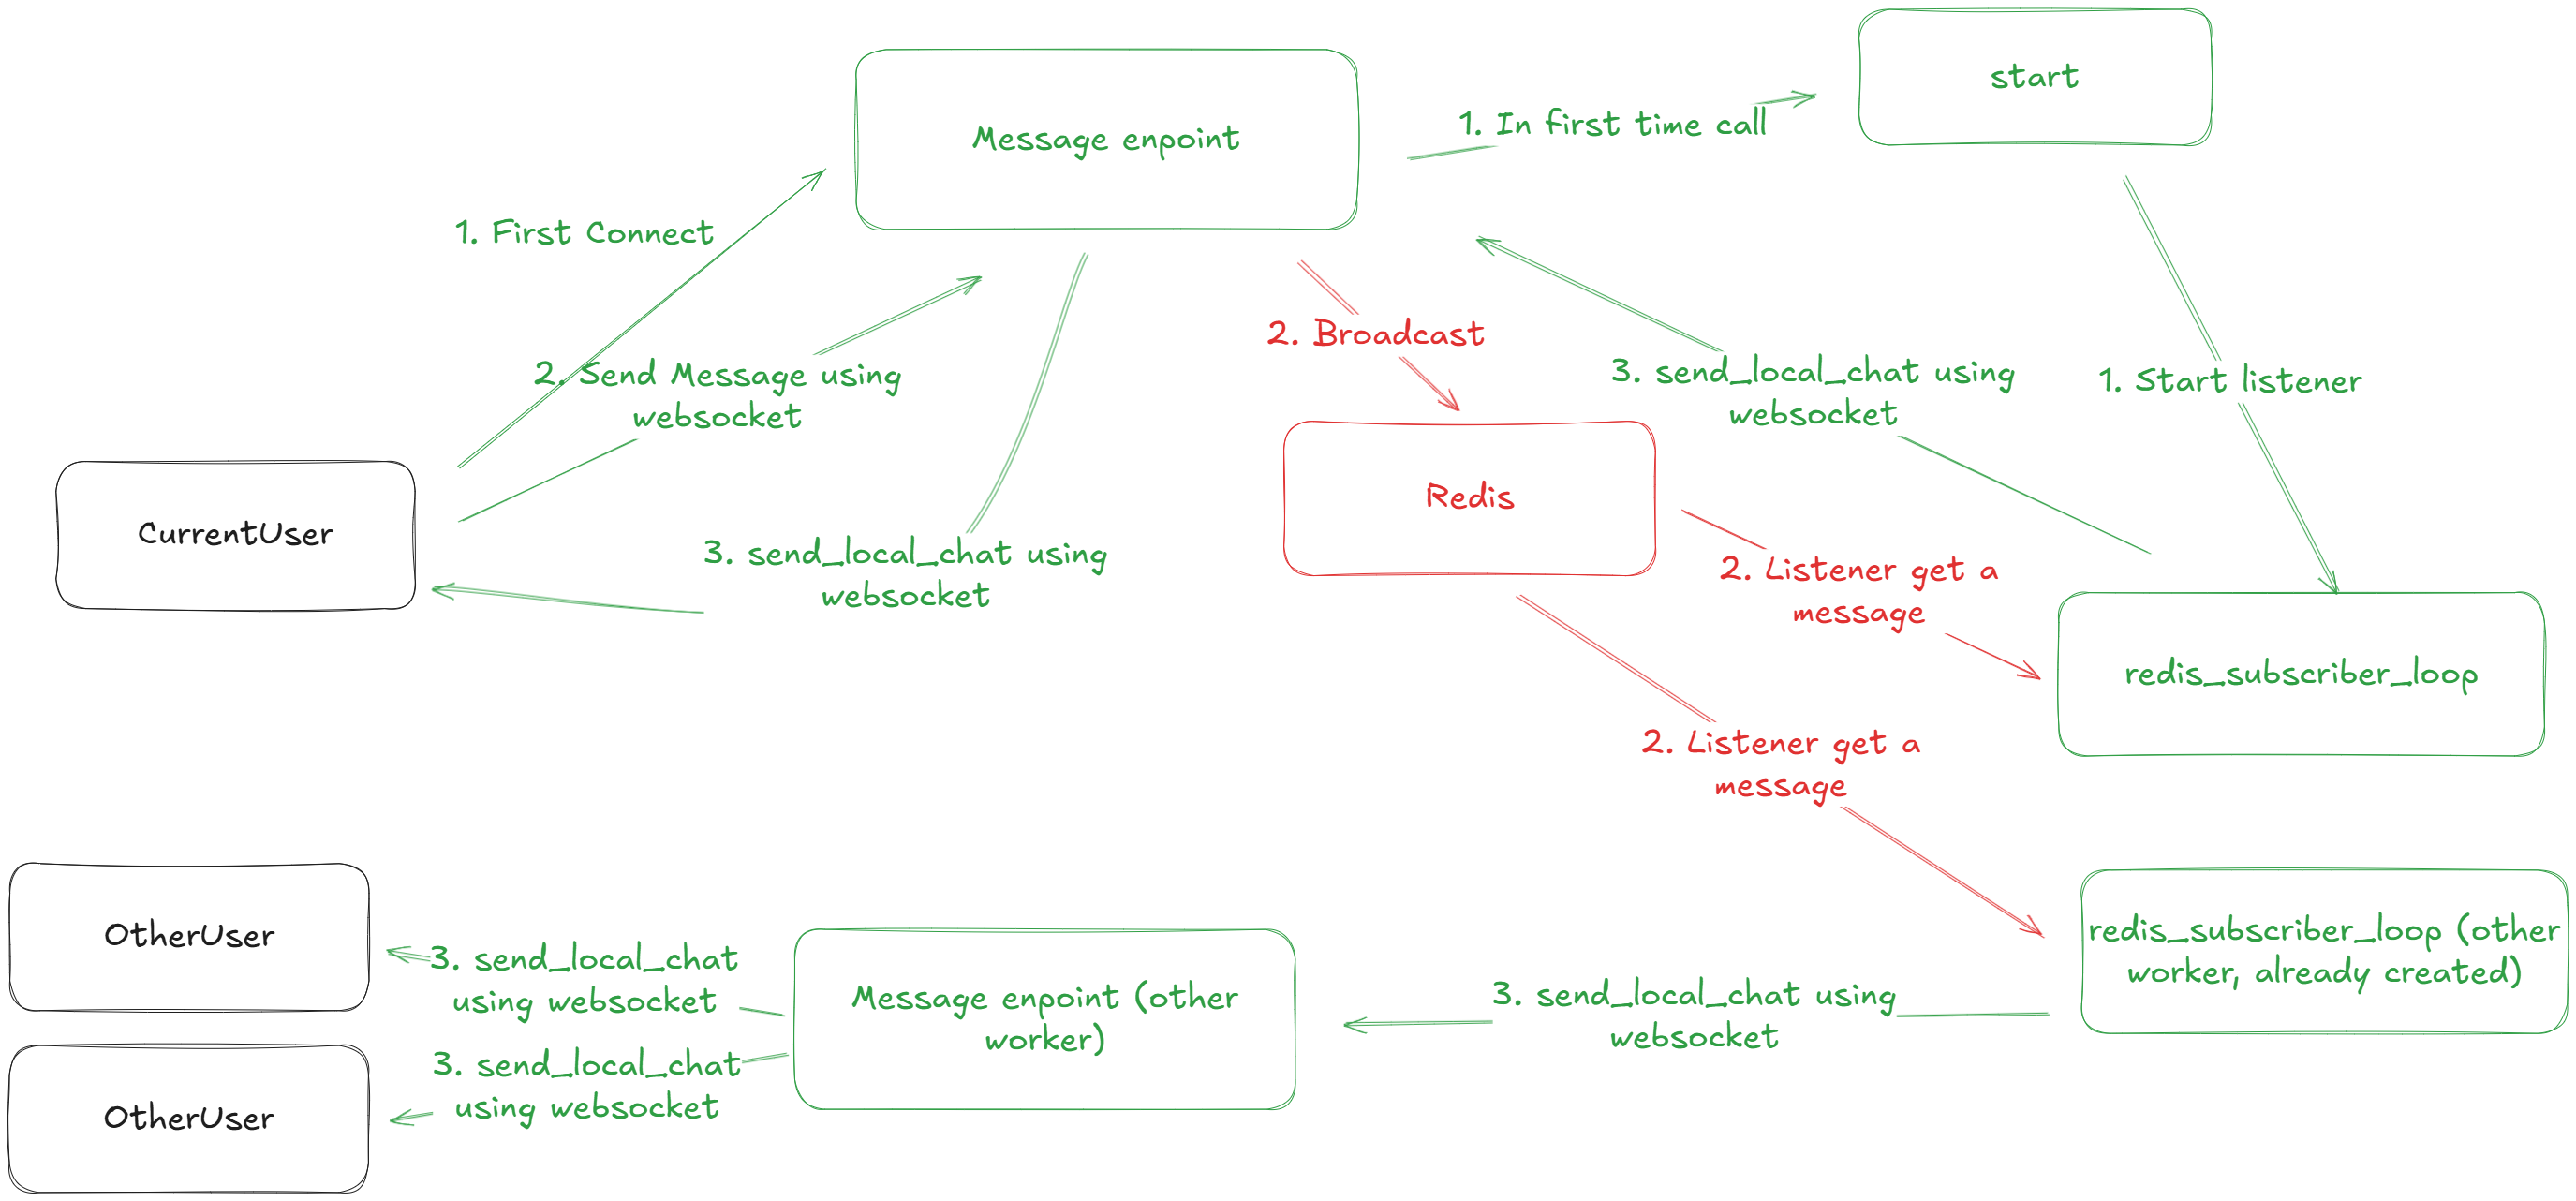 start
Message enpoint
1. In first time call
1. First Connect
2. Broadcast
2. Send Message using
websocket
3. send_local_chat using
websocket
1. Start listener
CurrentUser
Redis
3. send_local_chat using
websocket
2. Listener get a
message
redis_subscriber_loop
2. Listener get a
message
OtherUser
3. send_local_chat
using websocket
Message enpoint (other
worker)
3. send_local_chat using
websocket
redis_subscriber_loop (other
worker, already created)
OtherUser
3. send_local_chat
using websocket